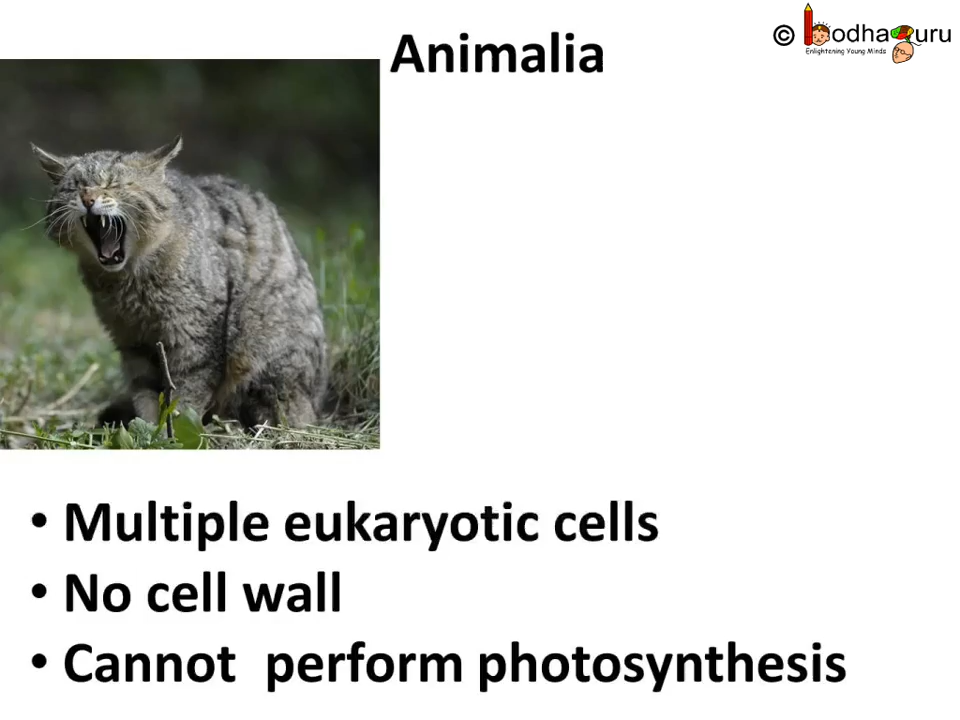 Animalia
© BodhaGuru
Enlightening Young Minds
• Multiple eukaryotic cells
• No cell wall
• Cannot perform photosynthesis